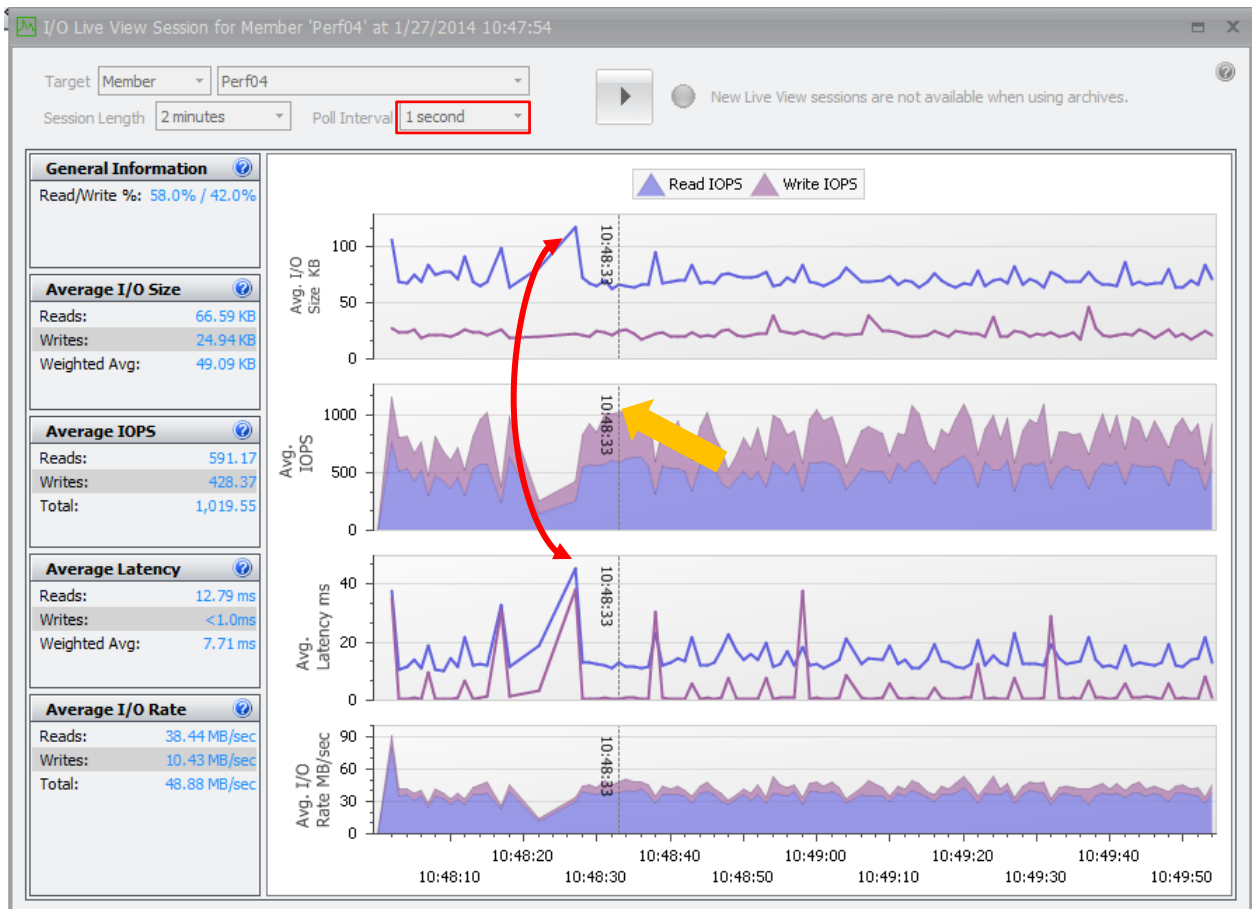 I/O Live View Session for Member 'Perf04' at 1/27/2014 10:47:54
Target Member Perf04
New Live View sessions are not available when using archives.
Session Length 2 minutes Poll Interval 1 second
General Information
Read/Write %: 58.0% / 42.0%
Average I/O Size
Reads: 66.59 KB
Writes: 24.94 KB
Weighted Avg: 49.09 KB
Average IOPS
Reads: 591.17
Writes: 428.37
Total: 1,019.55
Average Latency
Reads: 12.79 ms
Writes: <1.0ms
Weighted Avg: 7.71 ms
Average I/O Rate
Reads: 38.44 MB/sec
Writes: 10.43 MB/sec
Total: 48.88 MB/sec
Read IOPS Write IOPS
Avg. I/O
Size KB
100
50
0
10:48:33
Avg.
IOPS
1000
500
0
10:48:33
Avg.
Latency ms
40
20
0
10:48:33
Avg. I/O
Rate MB/sec
90
60
30
0
10:48:33
10:48:20 10:48:40 10:49:00 10:49:20 10:49:40
10:48:10 10:48:30 10:48:50 10:49:10 10:49:30 10:49:50